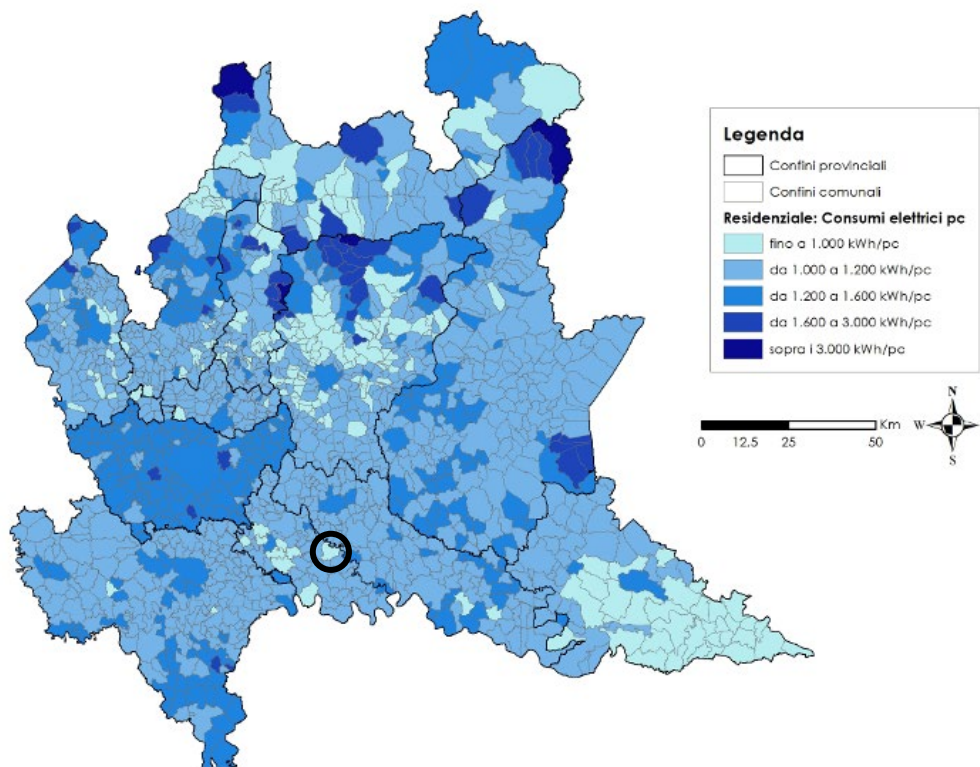 Legenda
Confini provinciali
Confini comunali
Residenziale: Consumi elettrici pc
fino a 1.000 kWh/pc
da 1.000 a 1.200 kWh/pc
da 1.200 a 1.600 kWh/pc
da 1.600 a 3.000 kWh/pc
sopra i 3.000 kWh/pc
N
W E
S
Km
0 12.5 25 50